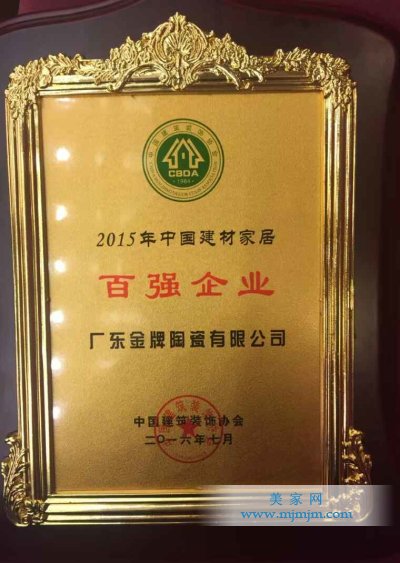 CBDA
1984
2015年中国建材家居
百强企业
广东金牌陶瓷有限公司
中国建筑装饰协会
二〇一六年七月
美家网
www.mjmjm.com